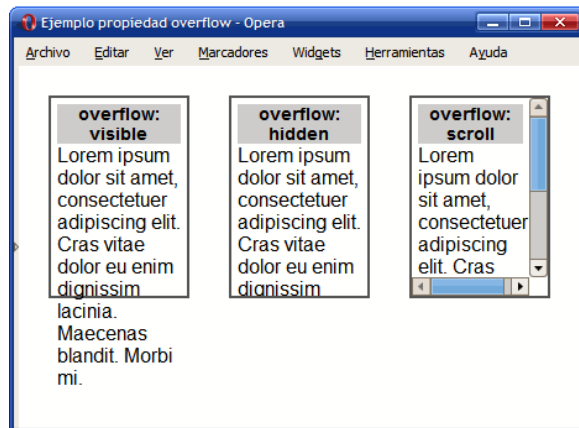 Ejemplo propiedad overflow - Opera
Archivo Editar Ver Marcadores Widgets Herramientas Ayuda
overflow:
visible
Lorem ipsum
dolor sit amet,
consectetuer
adipiscing elit.
Cras vitae
dolor eu enim
dignissim
lacinia.
Maecenas
blandit. Morbi
mi.
overflow:
hidden
Lorem ipsum
dolor sit amet,
consectetuer
adipiscing elit.
Cras vitae
dolor eu enim
dignissim
overflow:
scroll
Lorem
ipsum dolor
sit amet,
consectetuer
adipiscing
elit. Cras